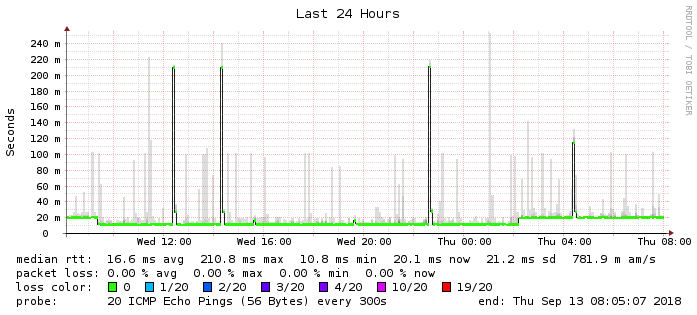 Last 24 Hours
RRDTOOL / TOBI OETIKER
Seconds
240 m
220 m
200 m
180 m
160 m
140 m
120 m
100 m
80 m
60 m
40 m
20 m
0
Wed 12:00 Wed 16:00 Wed 20:00 Thu 00:00 Thu 04:00 Thu 08:00
median rtt: 16.6 ms avg 210.8 ms max 10.8 ms min 20.1 ms now 21.2 ms sd 781.9 m am/s
packet loss: 0.00 % avg 0.00 % max 0.00 % min 0.00 % now
loss color: 0 1/20 2/20 3/20 4/20 10/20 19/20
probe: 20 ICMP Echo Pings (56 Bytes) every 300s end: Thu Sep 13 08:05:07 2018